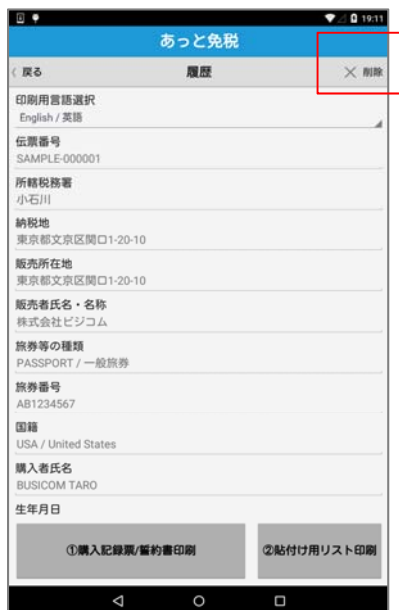 19:11
あっと免税
戻る
履歴
削除
印刷用言語選択
English / 英語
伝票番号
SAMPLE-000001
所轄税務署
小石川
納税地
東京都文京区関口1-20-10
販売所在地
東京都文京区関口1-20-10
販売者氏名・名称
株式会社ビジコム
旅券等の種類
PASSPORT / 一般旅券
旅券番号
AB1234567
国籍
USA / United States
購入者氏名
BUSICOM TARO
生年月日
①購入記録票/誓約書印刷
②貼付け用リスト印刷